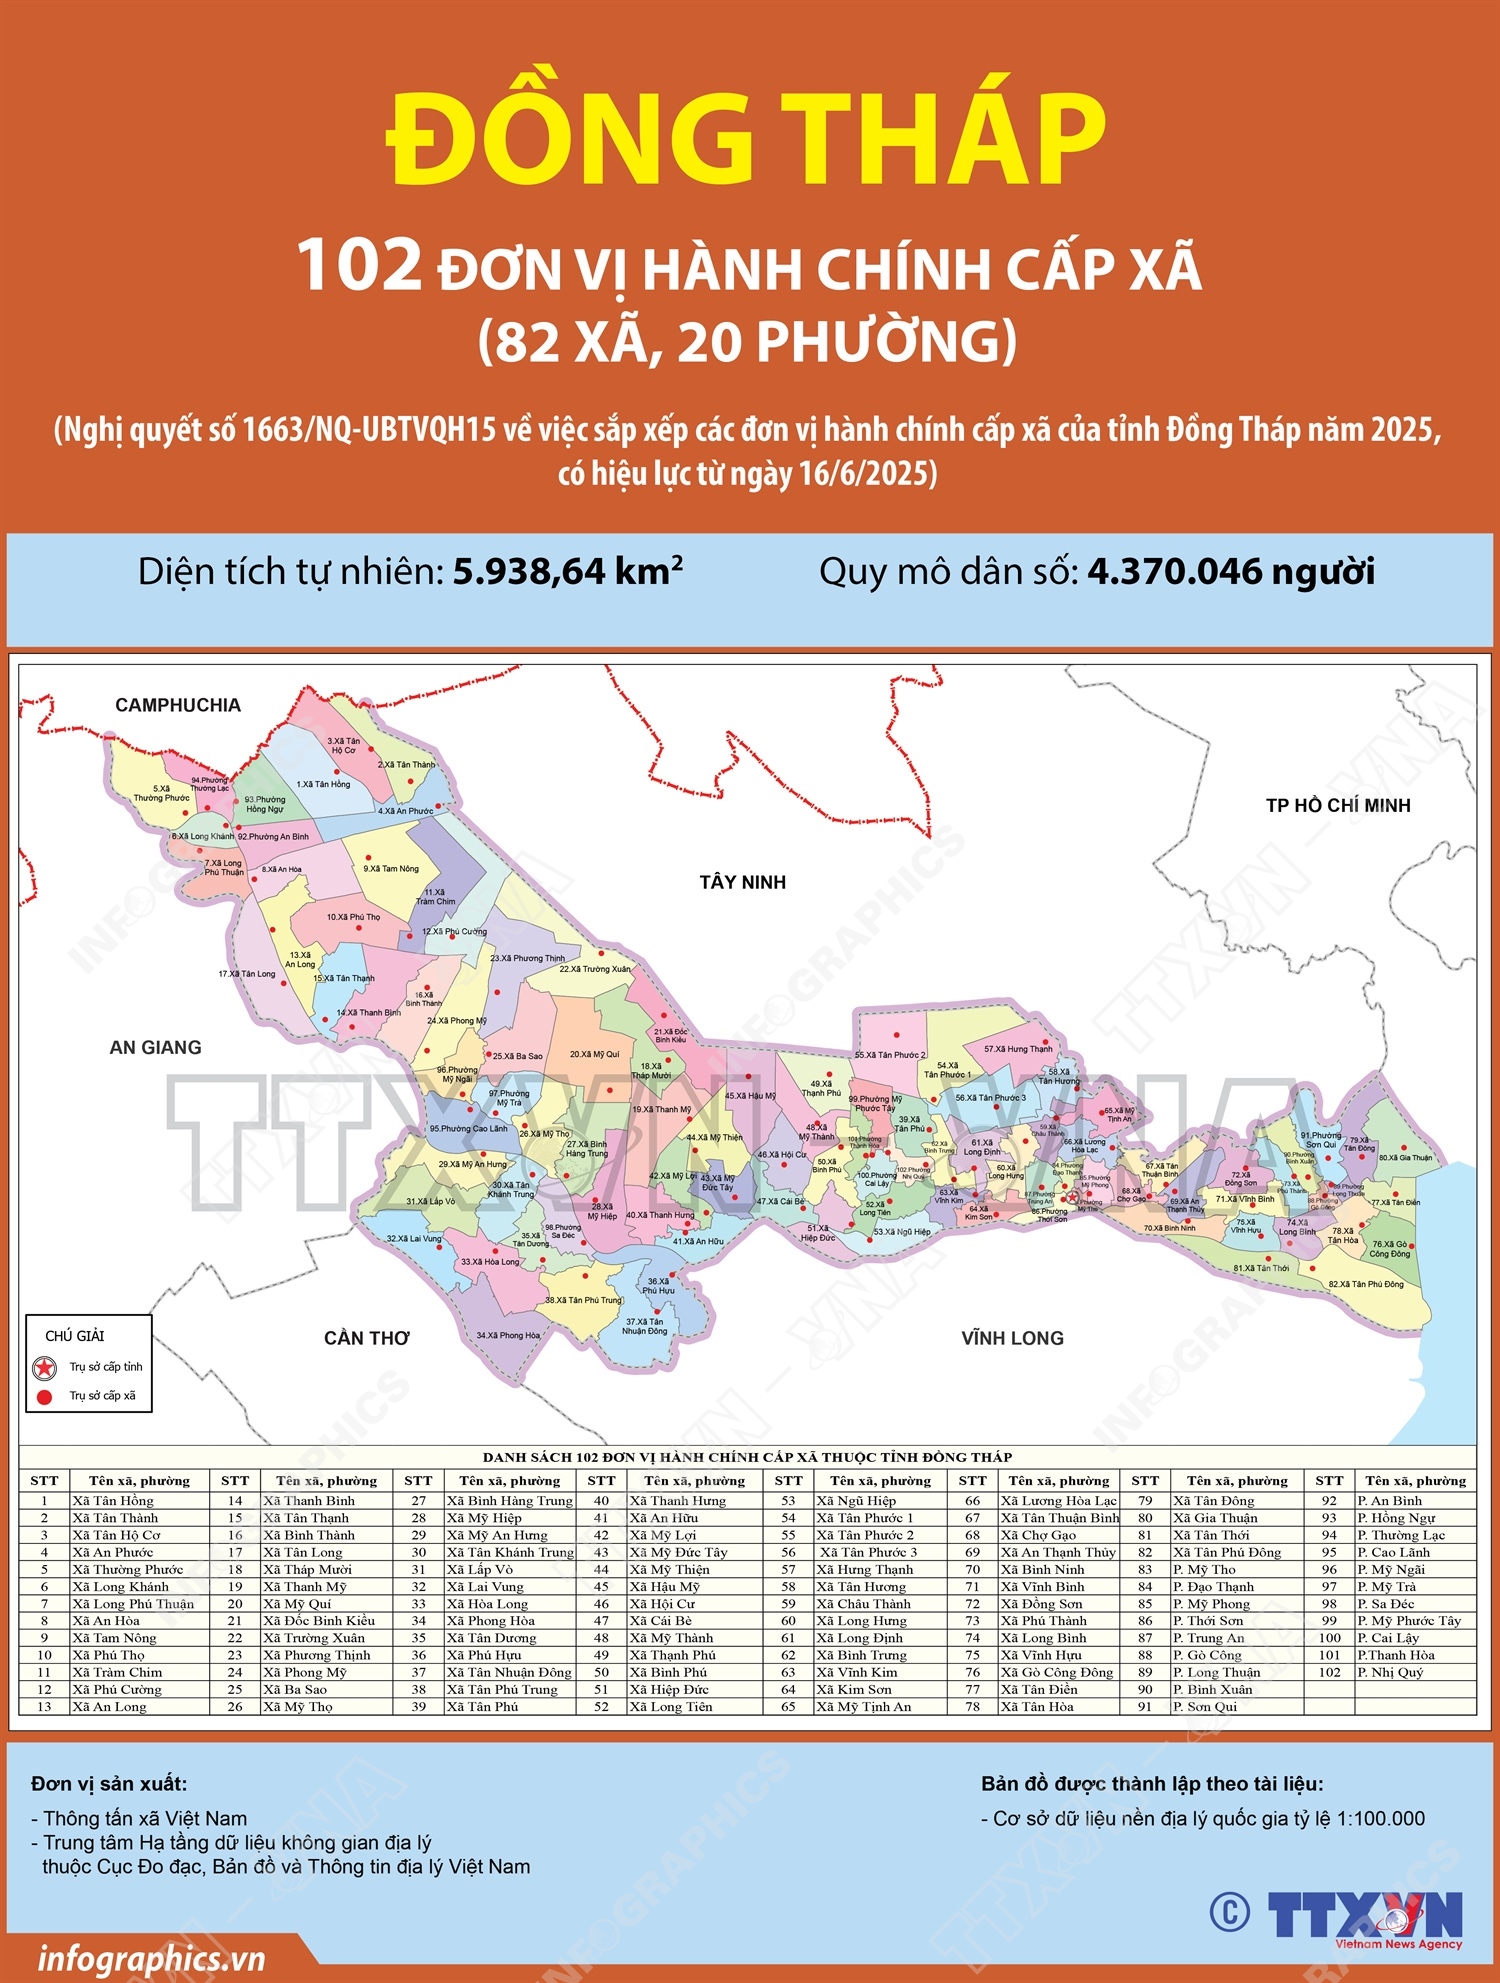 ĐỒNG THÁP
102 ĐƠN VỊ HÀNH CHÍNH CẤP XÃ
(82 XÃ, 20 PHƯỜNG)
(Nghị quyết số 1663/NQ-UBTVQH15 về việc sắp xếp các đơn vị hành chính cấp xã của tỉnh Đồng Tháp năm 2025,
có hiệu lực từ ngày 16/6/2025)
Diện tích tự nhiên: 5.938,64 km²
Quy mô dân số: 4.370.046 người
CAMPHUCHIA
TP HỒ CHÍ MINH
TÂY NINH
AN GIANG
CẦN THƠ
VĨNH LONG
3.Xã Tân
Hộ Cơ
2.Xã Tân Thành
1.Xã Tân Hồng
5.Xã
Thường Phước
94.Phường
Thường Lạc
93.Phường
Hồng Ngự
4.Xã An Phước
6.Xã Long Khánh
92.Phường An Bình
7.Xã Long
Phú Thuận
8.Xã An Hòa
9.Xã Tam Nông
11.Xã
Tràm Chim
10.Xã Phú Thọ
12.Xã Phú Cường
13.Xã
An Long
17.Xã Tân Long
15.Xã Tân Thạnh
14.Xã Thanh Bình
16.Xã
Bình Thành
23.Xã Phương Thịnh
22.Xã Trường Xuân
24.Xã Phong Mỹ
21.Xã Đốc
Binh Kiều
25.Xã Ba Sao
20.Xã Mỹ Quí
18.Xã
Tháp Mười
96.Phường
Mỹ Ngãi
97.Phường
Mỹ Trà
19.Xã Thanh Mỹ
95.Phường Cao Lãnh
26.Xã Mỹ Thọ
27.Xã Bình
Hàng Trung
29.Xã Mỹ An Hưng
30.Xã Tân
Khánh Trung
31.Xã Lấp Vò
28.Xã
Mỹ Hiệp
32.Xã Lai Vung
33.Xã Hòa Long
35.Xã
Tân Dương
98.Phường
Sa Đéc
34.Xã Phong Hòa
38.Xã Tân Phú Trung
36.Xã
Phú Hựu
37.Xã Tân
Nhuận Đông
40.Xã Thanh Hưng
41.Xã An Hữu
42.Xã Mỹ Lợi
43.Xã Mỹ
Đức Tây
44.Xã Mỹ Thiện
45.Xã Hậu Mỹ
46.Xã Hội Cư
47.Xã Cái Bè
48.Xã
Mỹ Thành
49.Xã
Thạnh Phú
50.Xã
Bình Phú
51.Xã
Hiệp Đức
52.Xã
Long Tiên
53.Xã Ngũ Hiệp
55.Xã Tân Phước 2
54.Xã
Tân Phước 1
57.Xã Hưng Thạnh
58.Xã
Tân Hương
56.Xã Tân Phước 3
99.Phường Mỹ
Phước Tây
39.Xã
Tân Phú
101.Phường
Thanh Hòa
100.Phường
Cai Lậy
102.Phường
Nhị Quý
62.Xã
Bình Trưng
61.Xã
Long Định
59.Xã
Châu Thành
60.Xã
Long Hưng
63.Xã
Vĩnh Kim
64.Xã
Kim Sơn
65.Xã Mỹ
Tịnh An
66.Xã Lương
Hòa Lạc
84.Phường
Đạo Thạnh
85.Phường
Mỹ Phong
87.Phường
Trung An
86.Phường
Thới Sơn
67.Xã Tân
Thuận Bình
68.Xã
Chợ Gạo
69.Xã An
Thạnh Thủy
70.Xã Bình Ninh
71.Xã Vĩnh Bình
72.Xã
Đồng Sơn
73.Xã
Phú Thành
90.Phường
Bình Xuân
91.Phường
Sơn Qui
79.Xã
Tân Đông
80.Xã Gia Thuận
77.Xã Tân Điền
78.Xã
Tân Hòa
74.Xã
Long Bình
75.Xã
Vĩnh Hựu
76.Xã Gò
Công Đông
81.Xã Tân Thới
82.Xã Tân Phú Đông
CHÚ GIẢI
Trụ sở cấp tỉnh
Trụ sở cấp xã
DANH SÁCH 102 ĐƠN VỊ HÀNH CHÍNH CẤP XÃ THUỘC TỈNH ĐỒNG THÁP
STT Tên xã, phường STT Tên xã, phường STT Tên xã, phường STT Tên xã, phường STT Tên xã, phường STT Tên xã, phường STT Tên xã, phường STT Tên xã, phường
1 Xã Tân Hồng 14 Xã Thanh Bình 27 Xã Bình Hàng Trung 40 Xã Thanh Hưng 53 Xã Ngũ Hiệp 66 Xã Lương Hòa Lạc 79 Xã Tân Đông 92 P. An Bình
2 Xã Tân Thành 15 Xã Tân Thạnh 28 Xã Mỹ Hiệp 41 Xã An Hữu 54 Xã Tân Phước 1 67 Xã Tân Thuận Bình 80 Xã Gia Thuận 93 P. Hồng Ngự
3 Xã Tân Hộ Cơ 16 Xã Bình Thành 29 Xã Mỹ An Hưng 42 Xã Mỹ Lợi 55 Xã Tân Phước 2 68 Xã Chợ Gạo 81 Xã Tân Thới 94 P. Thường Lạc
4 Xã An Phước 17 Xã Tân Long 30 Xã Tân Khánh Trung 43 Xã Mỹ Đức Tây 56 Xã Tân Phước 3 69 Xã An Thạnh Thủy 82 Xã Tân Phú Đông 95 P. Cao Lãnh
5 Xã Thường Phước 18 Xã Tháp Mười 31 Xã Lấp Vò 44 Xã Mỹ Thiện 57 Xã Hưng Thạnh 70 Xã Bình Ninh 83 P. Mỹ Tho 96 P. Mỹ Ngãi
6 Xã Long Khánh 19 Xã Thanh Mỹ 32 Xã Lai Vung 45 Xã Hậu Mỹ 58 Xã Tân Hương 71 Xã Vĩnh Bình 84 P. Đạo Thạnh 97 P. Mỹ Trà
7 Xã Long Phú Thuận 20 Xã Mỹ Quí 33 Xã Hòa Long 46 Xã Hội Cư 59 Xã Châu Thành 72 Xã Đồng Sơn 85 P. Mỹ Phong 98 P. Sa Đéc
8 Xã An Hòa 21 Xã Đốc Binh Kiều 34 Xã Phong Hòa 47 Xã Cái Bè 60 Xã Long Hưng 73 Xã Phú Thành 86 P. Thới Sơn 99 P. Mỹ Phước Tây
9 Xã Tam Nông 22 Xã Trường Xuân 35 Xã Tân Dương 48 Xã Mỹ Thành 61 Xã Long Định 74 Xã Long Bình 87 P. Trung An 100 P. Cai Lậy
10 Xã Phú Thọ 23 Xã Phương Thịnh 36 Xã Phú Hựu 49 Xã Thạnh Phú 62 Xã Bình Trưng 75 Xã Vĩnh Hựu 88 P. Gò Công 101 P.Thanh Hòa
11 Xã Tràm Chim 24 Xã Phong Mỹ 37 Xã Tân Nhuận Đông 50 Xã Bình Phú 63 Xã Vĩnh Kim 76 Xã Gò Công Đông 89 P. Long Thuận 102 P. Nhị Quý
12 Xã Phú Cường 25 Xã Ba Sao 38 Xã Tân Phú Trung 51 Xã Hiệp Đức 64 Xã Kim Sơn 77 Xã Tân Điền 90 P. Bình Xuân
13 Xã An Long 26 Xã Mỹ Thọ 39 Xã Tân Phú 52 Xã Long Tiên 65 Xã Mỹ Tịnh An 78 Xã Tân Hòa 91 P. Sơn Qui
Đơn vị sản xuất:
- Thông tấn xã Việt Nam
- Trung tâm Hạ tầng dữ liệu không gian địa lý
thuộc Cục Đo đạc, Bản đồ và Thông tin địa lý Việt Nam
Bản đồ được thành lập theo tài liệu:
- Cơ sở dữ liệu nền địa lý quốc gia tỷ lệ 1:100.000
© TTXVN
Vietnam News Agency
infographics.vn